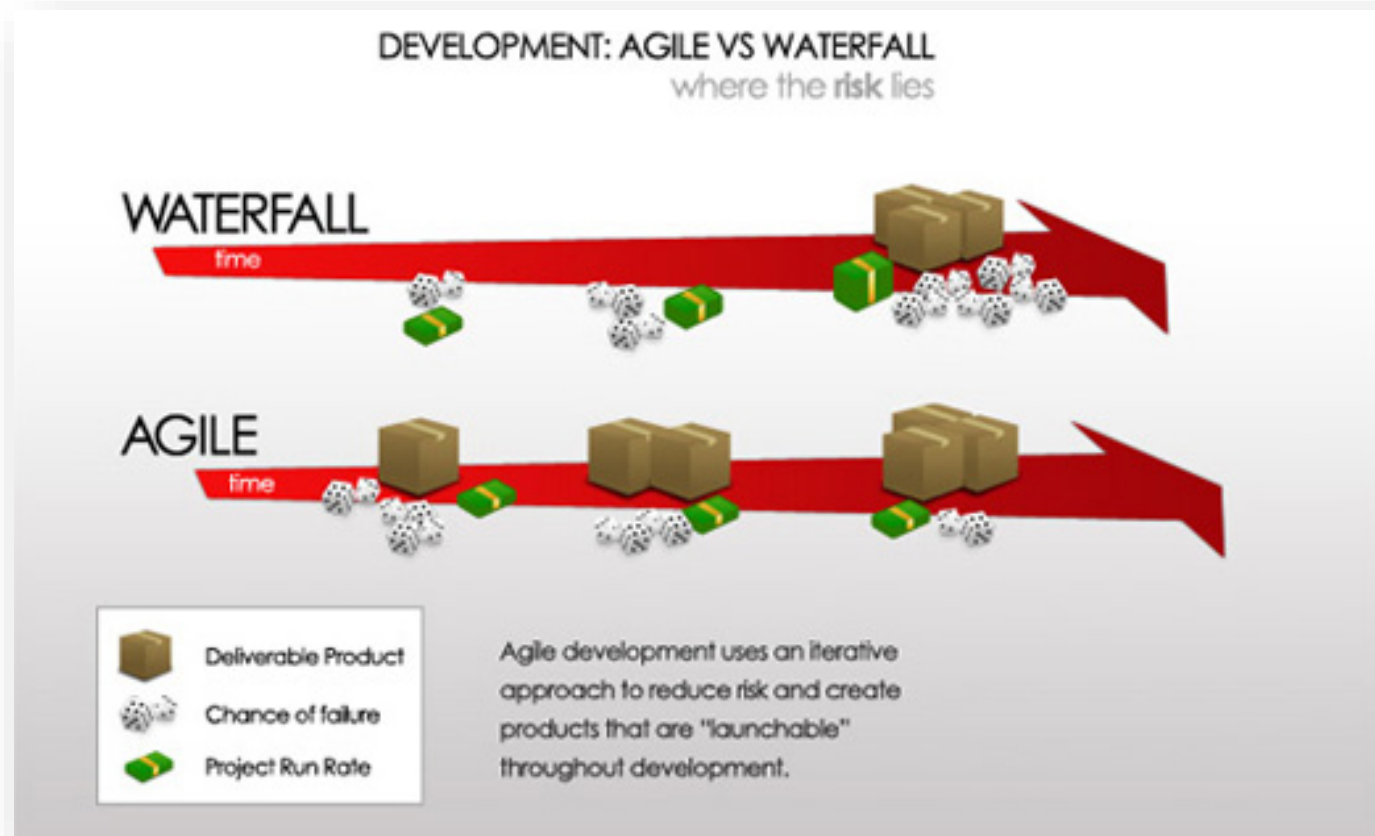 DEVELOPMENT: AGILE VS WATERFALL
where the risk lies
WATERFALL
time
AGILE
time
Deliverable Product
Chance of failure
Project Run Rate
Agile development uses an iterative
approach to reduce risk and create
products that are "launchable"
throughout development.